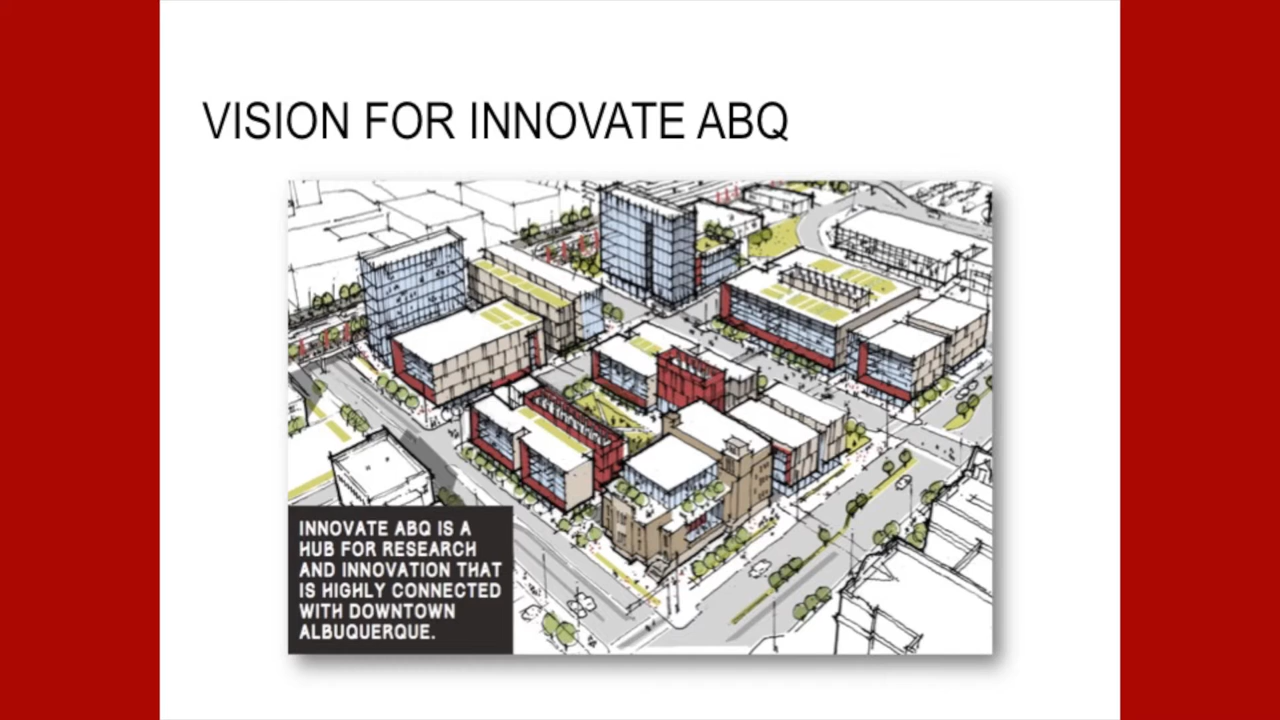 VISION FOR INNOVATE ABQ
INNOVATE ABQ IS A
HUB FOR RESEARCH
AND INNOVATION THAT
IS HIGHLY CONNECTED
WITH DOWNTOWN
ALBUQUERQUE.